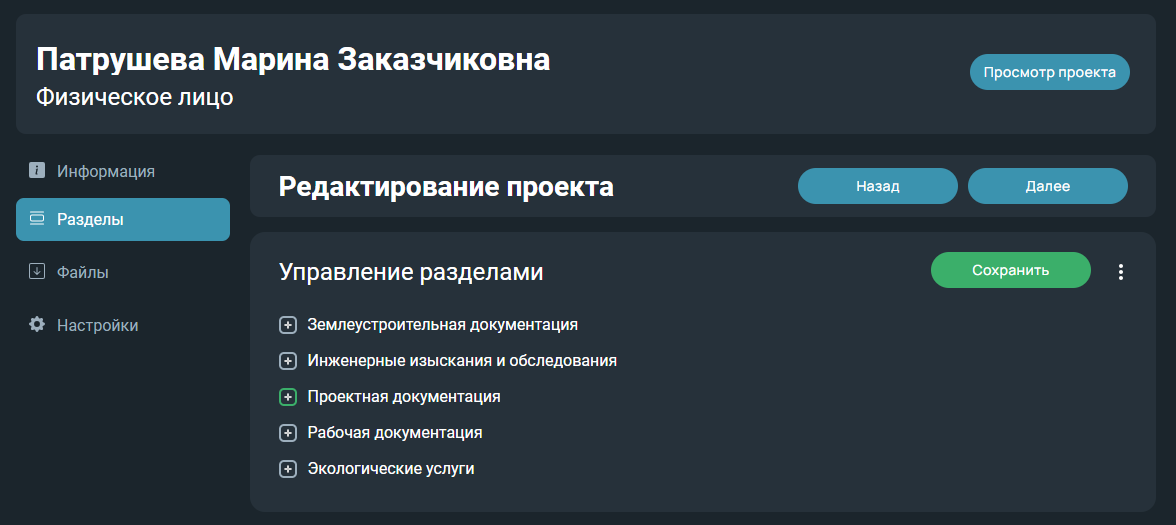 Патрушева Марина Заказчиковна
Физическое лицо
Просмотр проекта
Информация
Разделы
Файлы
Настройки
Редактирование проекта
Назад
Далее
Управление разделами
Сохранить
Землеустроительная документация
Инженерные изыскания и обследования
Проектная документация
Рабочая документация
Экологические услуги